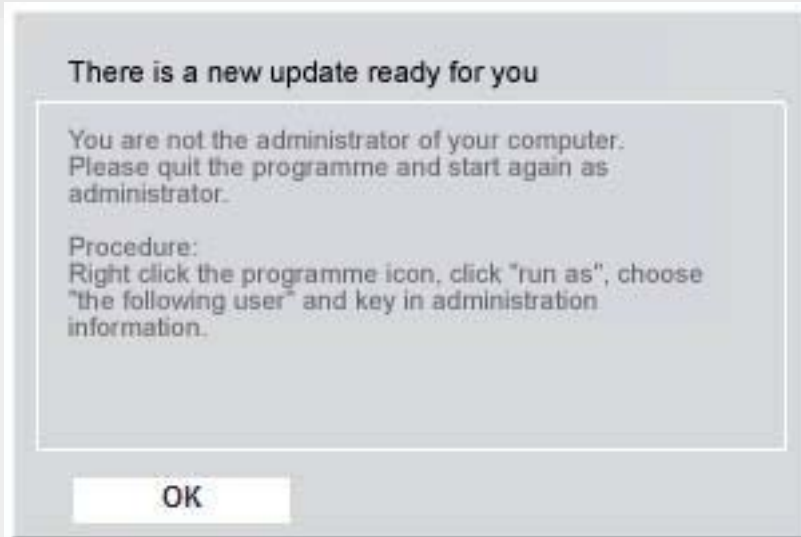 There is a new update ready for you
You are not the administrator of your computer.
Please quit the programme and start again as
administrator.
Procedure:
Right click the programme icon, click "run as", choose
"the following user" and key in administration
information.
OK